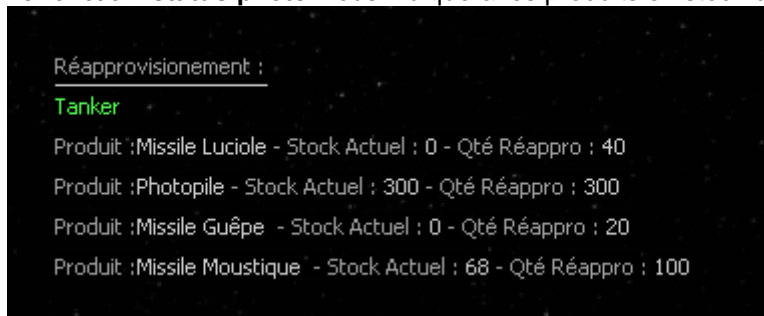 Réapprovisionement :
Tanker
Produit :Missile Luciole - Stock Actuel : 0 - Qté Réappro : 40
Produit :Photopile - Stock Actuel : 300 - Qté Réappro : 300
Produit :Missile Guêpe - Stock Actuel : 0 - Qté Réappro : 20
Produit :Missile Moustique - Stock Actuel : 68 - Qté Réappro : 100